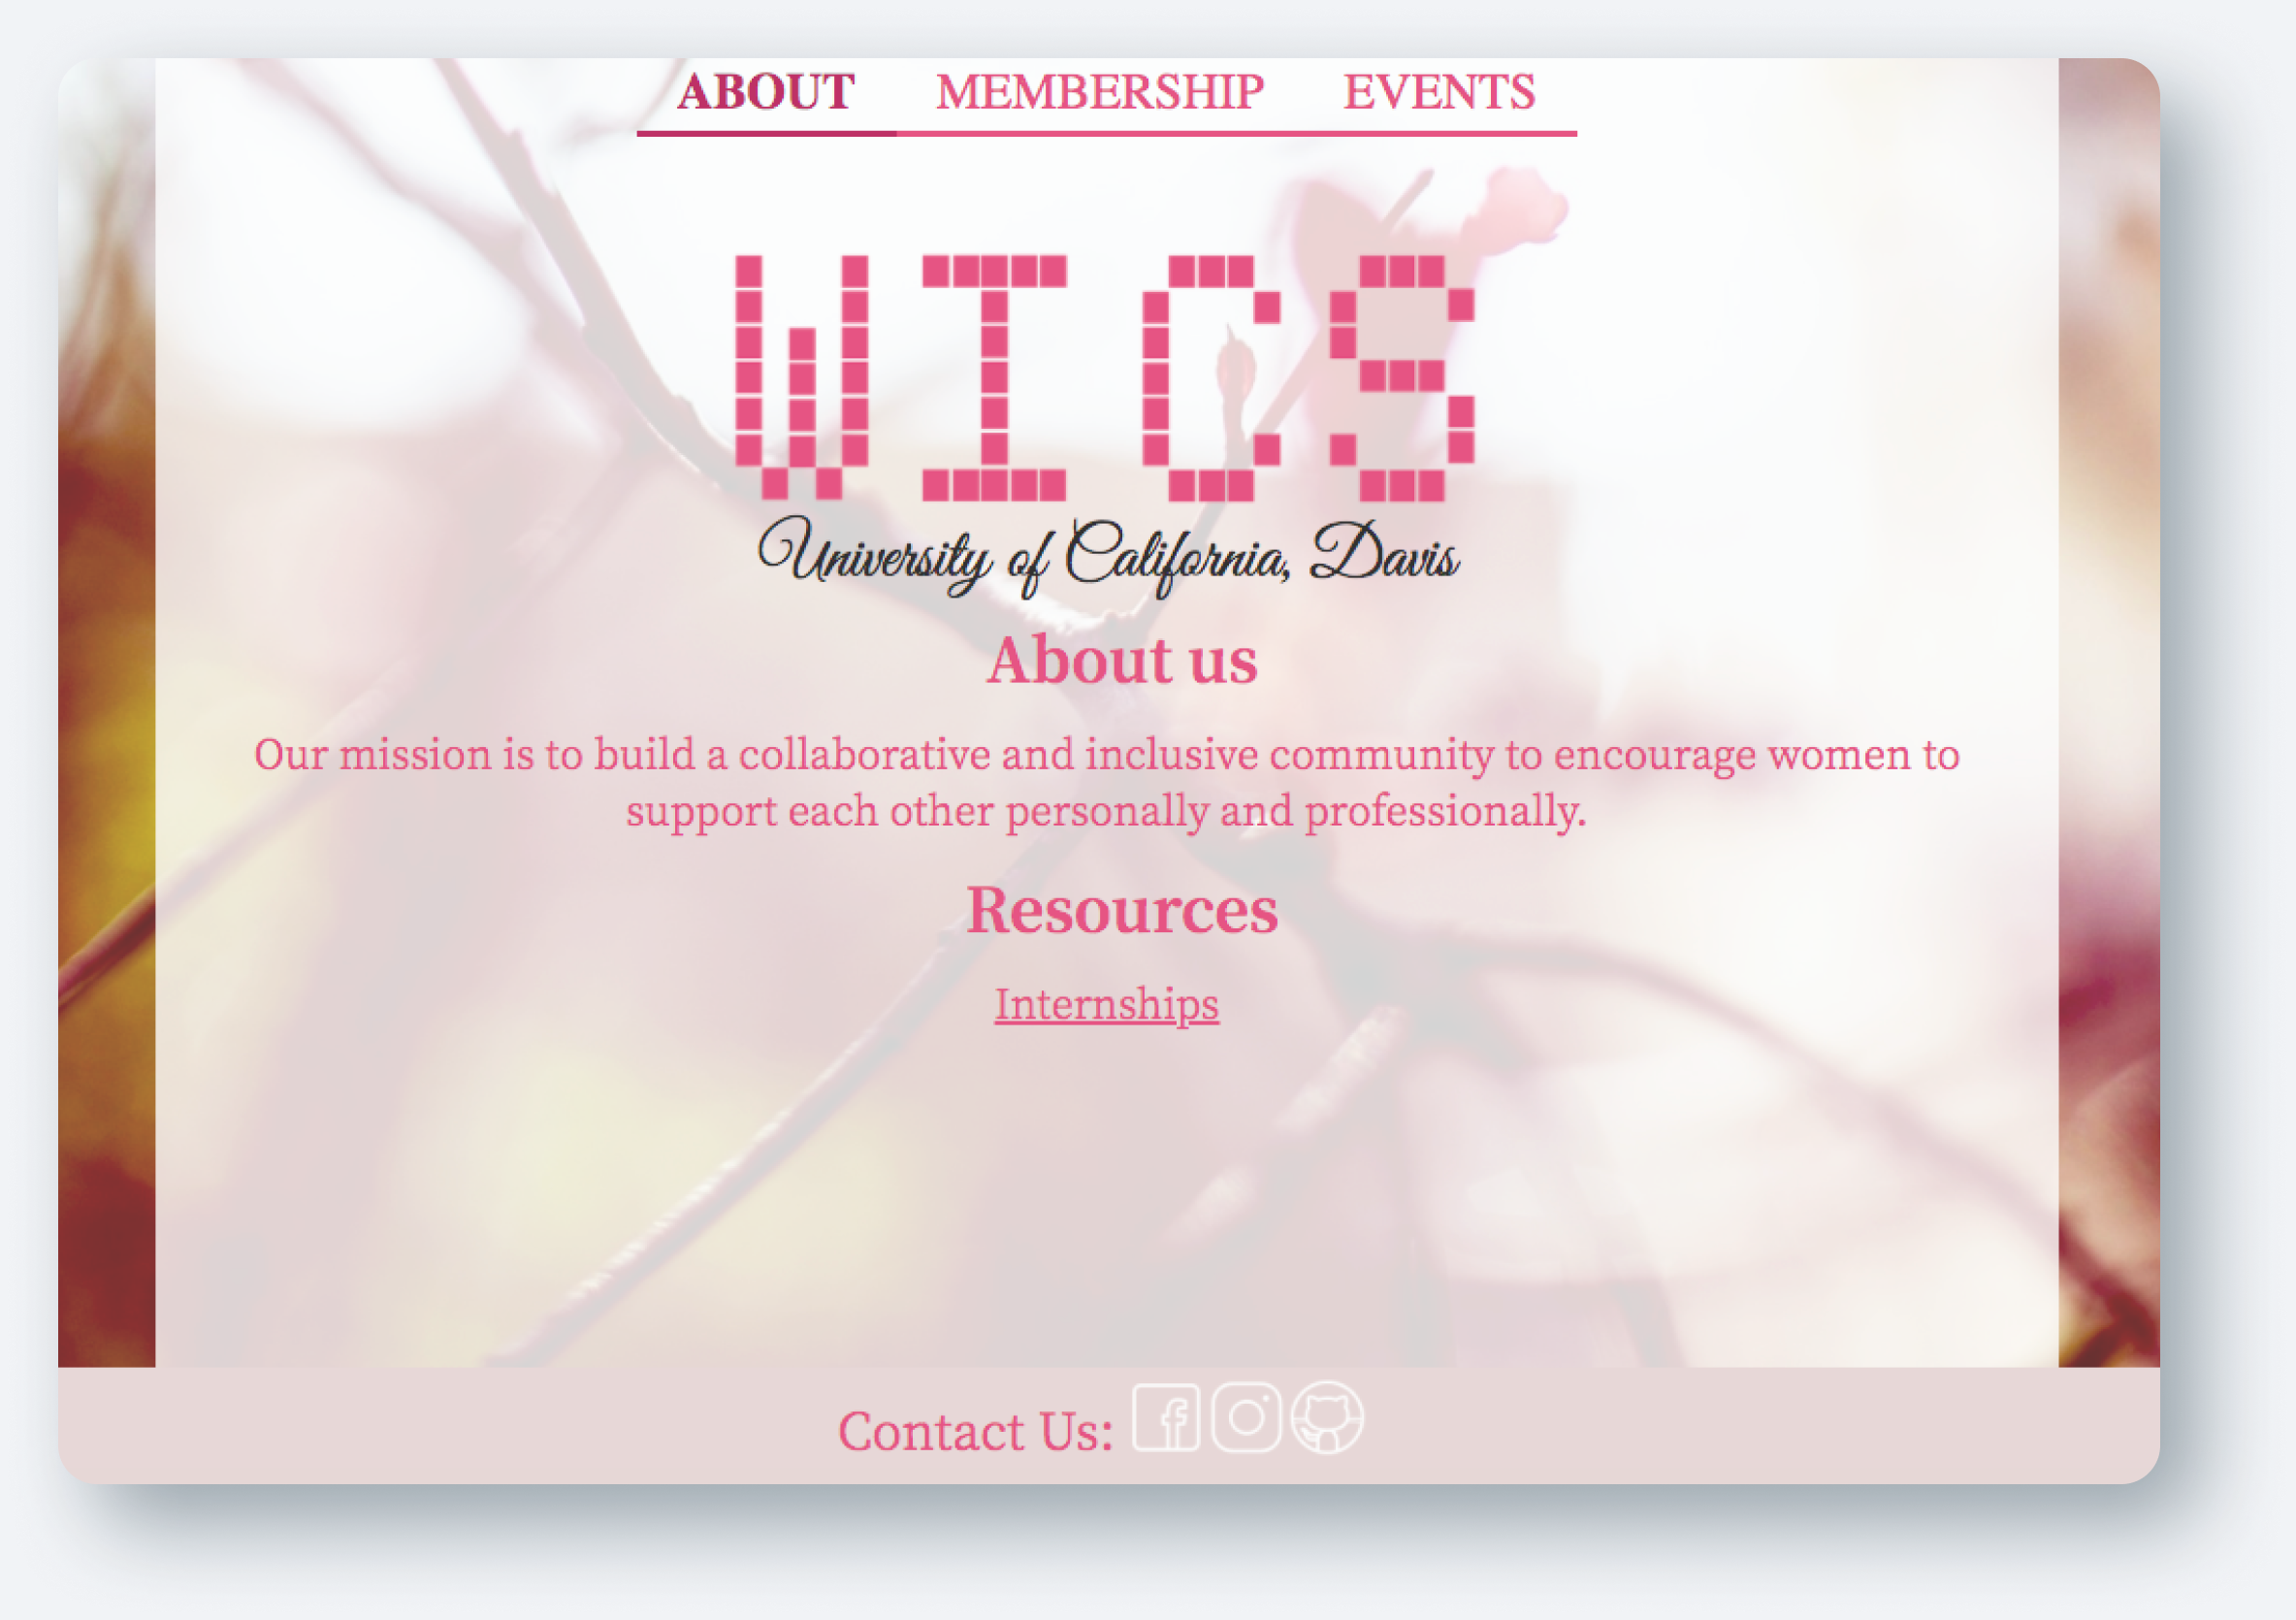 ABOUT MEMBERSHIP EVENTS
WICS
University of California, Davis
About us
Our mission is to build a collaborative and inclusive community to encourage women to
support each other personally and professionally.
Resources
Internships
Contact Us: